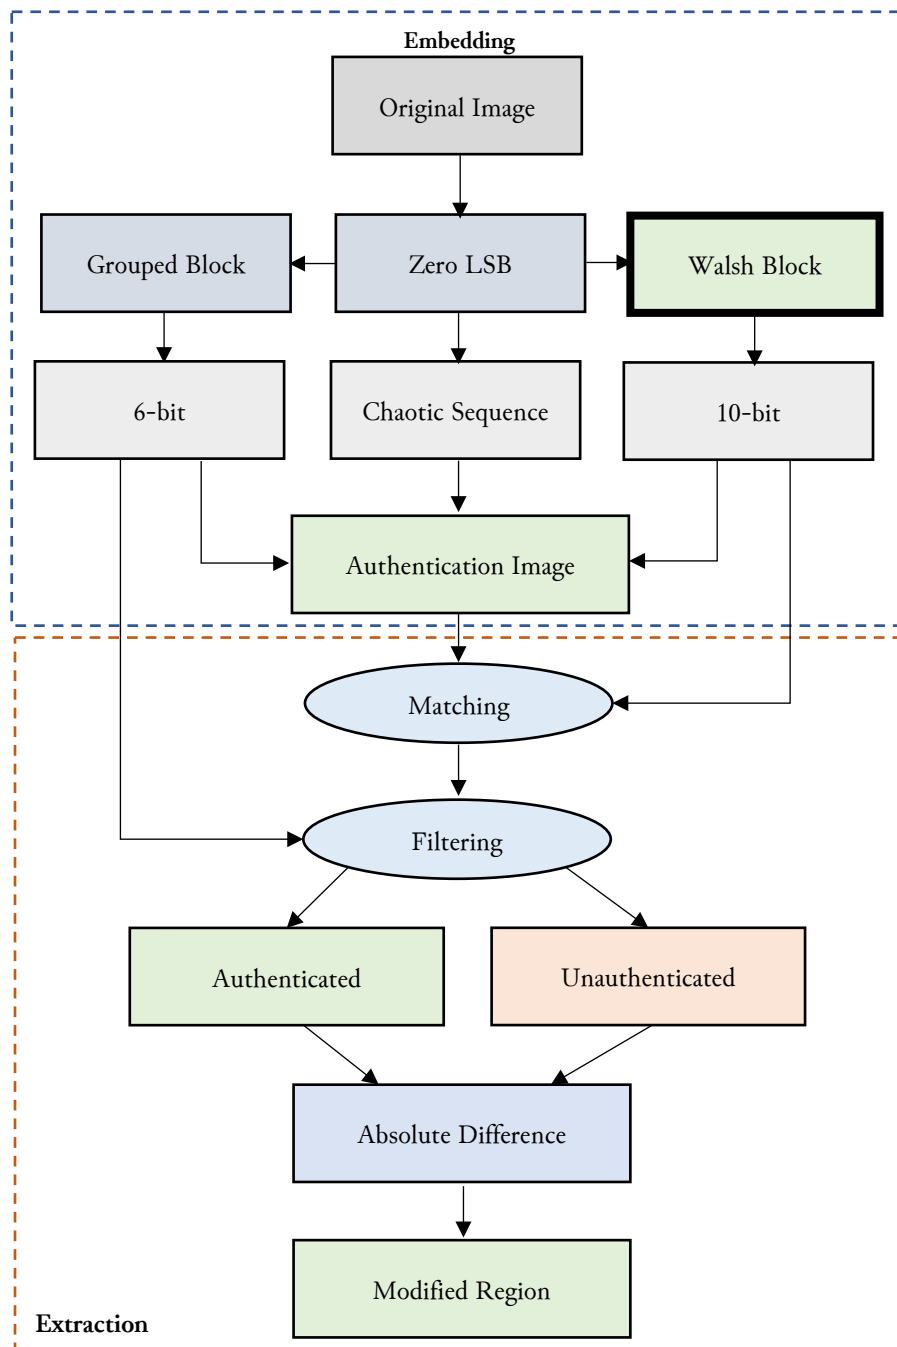 Embedding
Original Image
Grouped Block
Zero LSB
Walsh Block
6-bit
Chaotic Sequence
10-bit
Authentication Image
Matching
Filtering
Authenticated
Unauthenticated
Absolute Difference
Modified Region
Extraction